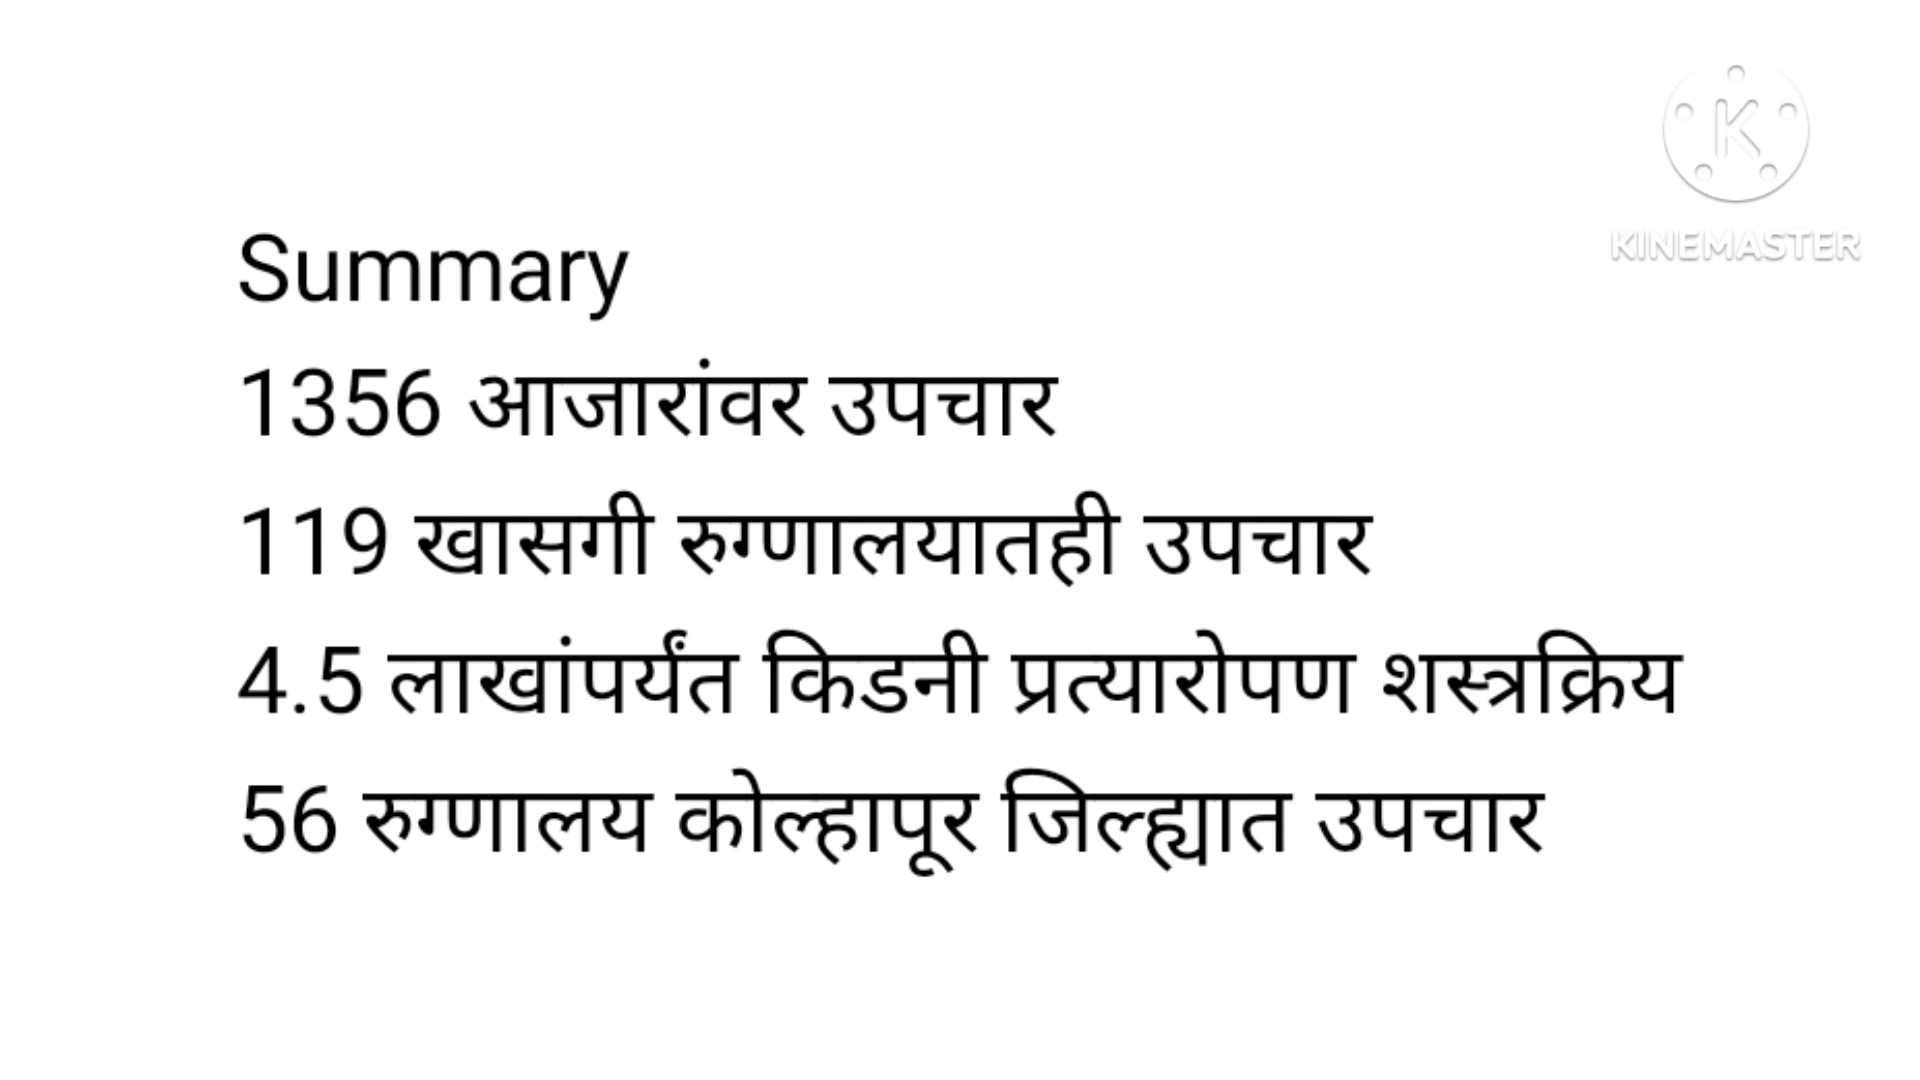 K
KINEMASTER
Summary
1356 आजारांवर उपचार
119 खासगी रुग्णालयातही उपचार
4.5 लाखांपर्यंत किडनी प्रत्यारोपण शस्त्रक्रिय
56 रुग्णालय कोल्हापूर जिल्ह्यात उपचार